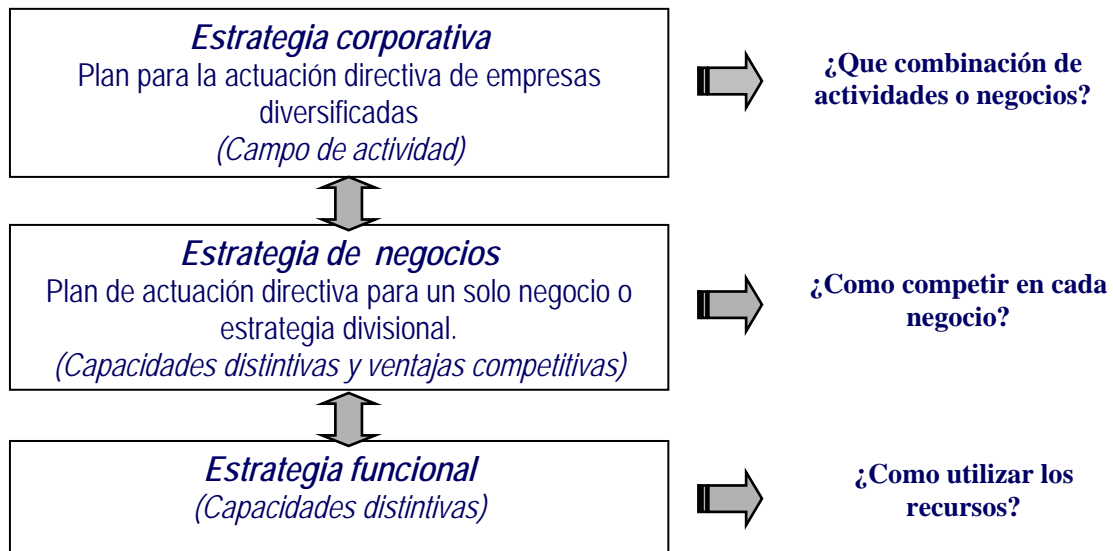 Estrategia corporativa
Plan para la actuación directiva de empresas
diversificadas
(Campo de actividad)
¿Que combinación de
actividades o negocios?
Estrategia de negocios
Plan de actuación directiva para un solo negocio o
estrategia divisional.
(Capacidades distintivas y ventajas competitivas)
¿Como competir en cada
negocio?
Estrategia funcional
(Capacidades distintivas)
¿Como utilizar los
recursos?